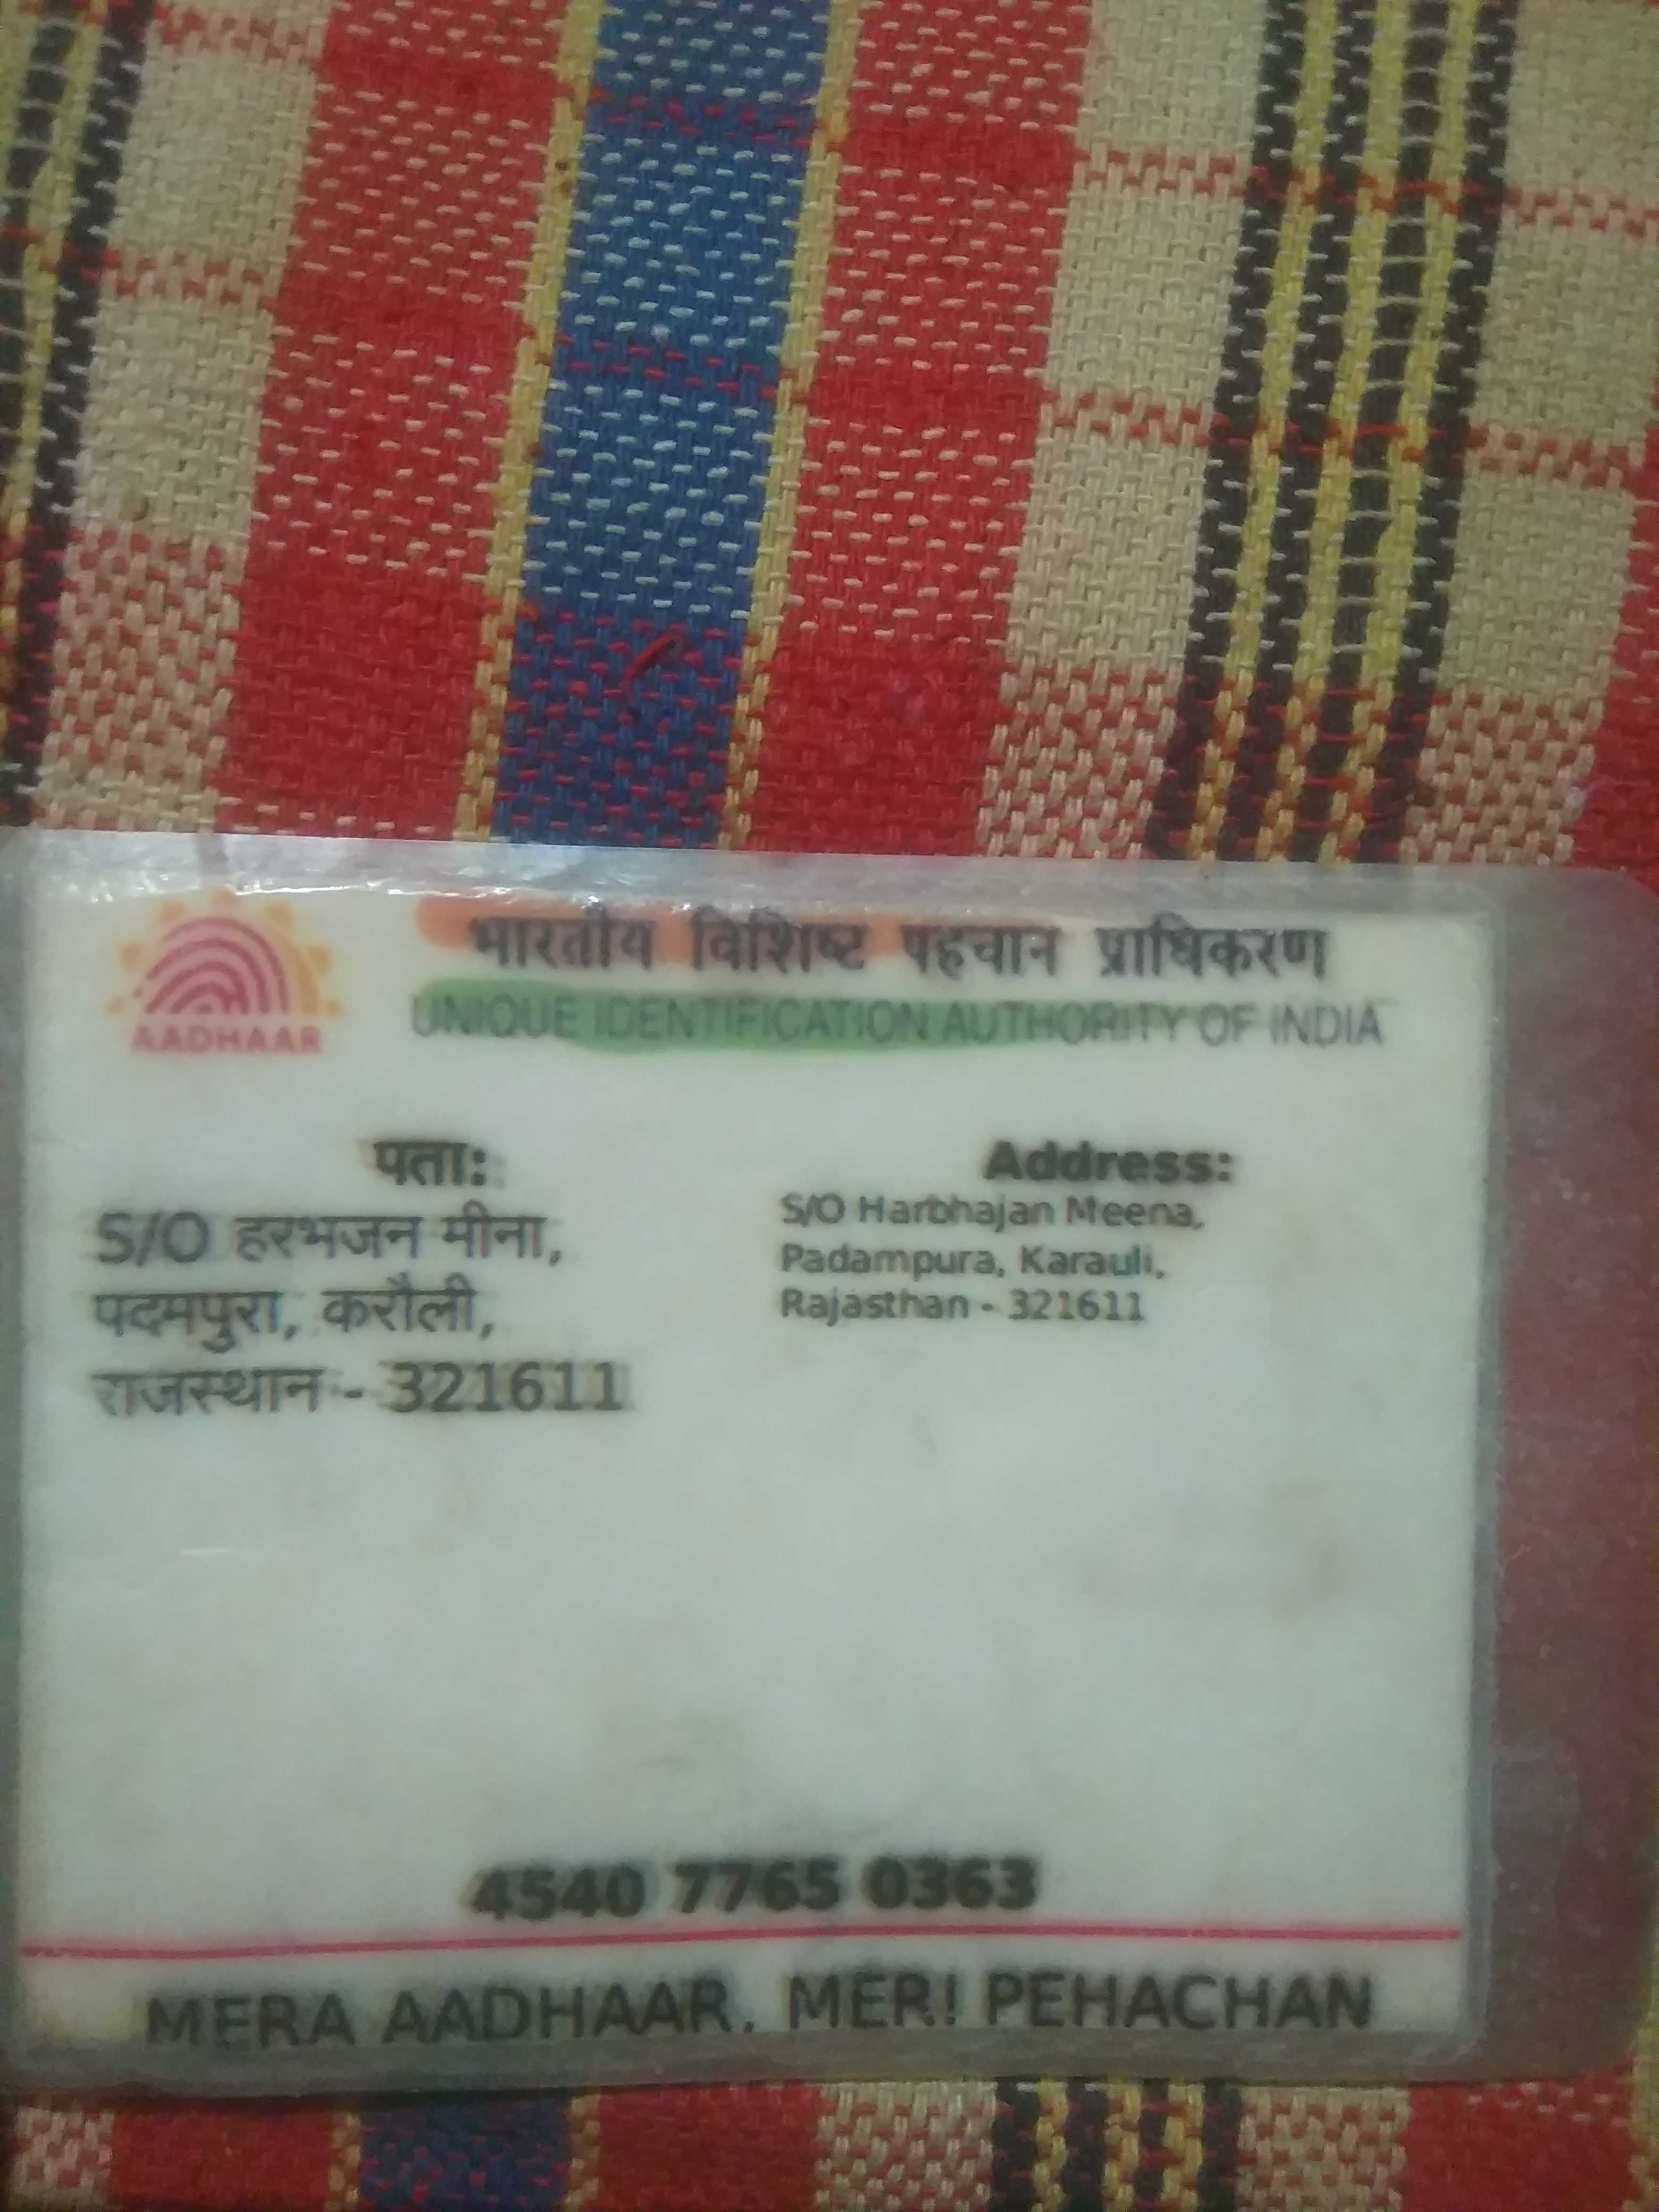 AADHAAR
भारतीय विशिष्ट पहचान प्राधिकरण
UNIQUE IDENTIFICATION AUTHORITY OF INDIA
पता:
S/O हरभजन मीना,
पदमपुरा, करौली,
राजस्थान - 321611
Address:
S/O Harbhajan Meena,
Padampura, Karauli,
Rajasthan - 321611
4540 7765 0363
MERA AADHAAR, MERI PEHACHAN